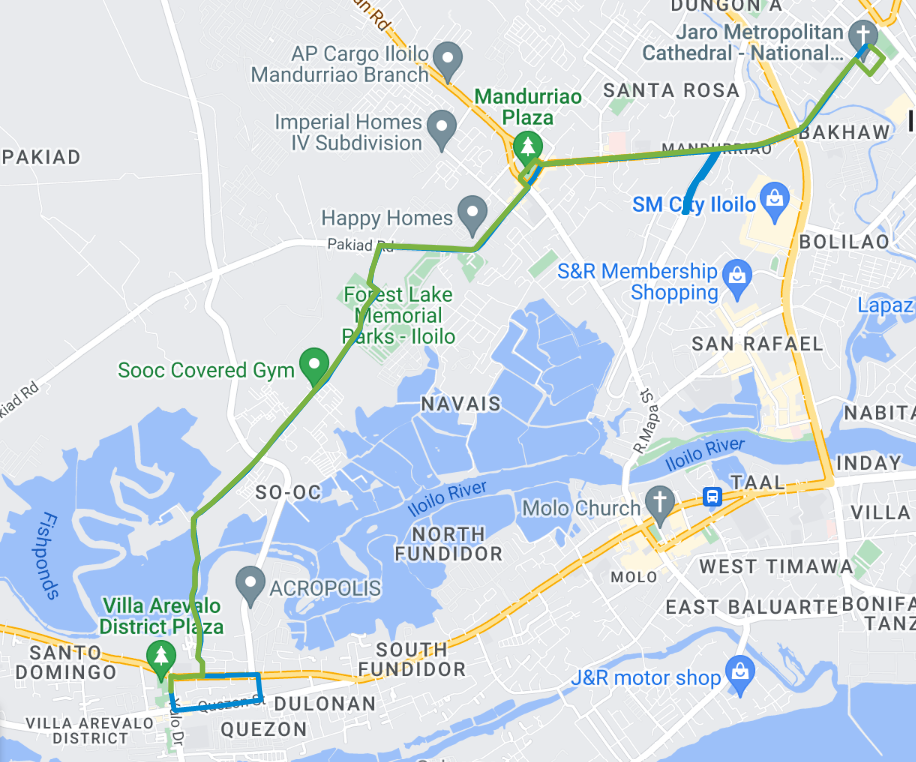 DUNGON A
an Rd
Jaro Metropolitan
Cathedral - National...
AP Cargo Iloilo
Mandurriao Branch
SANTA ROSA
Mandurriao
Plaza
Imperial Homes
IV Subdivision
BAKHAW
MANDURRIAO
PAKIAD
SM City Iloilo
Happy Homes
Pakiad Rd
BOLILAO
S&R Membership
Shopping
Forest Lake
Memorial
Parks - Iloilo
Lapaz
SAN RAFAEL
Sooc Covered Gym
kiad Rd
NAVAIS
R.Mapa St
NABITA
Iloilo River
INDAY
SO-OC
Iloilo River
TAAL
Molo Church
VILLA
Fishponds
NORTH
FUNDIDOR
WEST TIMAWA
MOLO
ACROPOLIS
Villa Arevalo
District Plaza
EAST BALUARTE
BONIFA
TANZ
SANTO
DOMINGO
SOUTH
FUNDIDOR
J&R motor shop
Quezon St
DULONAN
VILLA AREVALO
DISTRICT
QUEZON